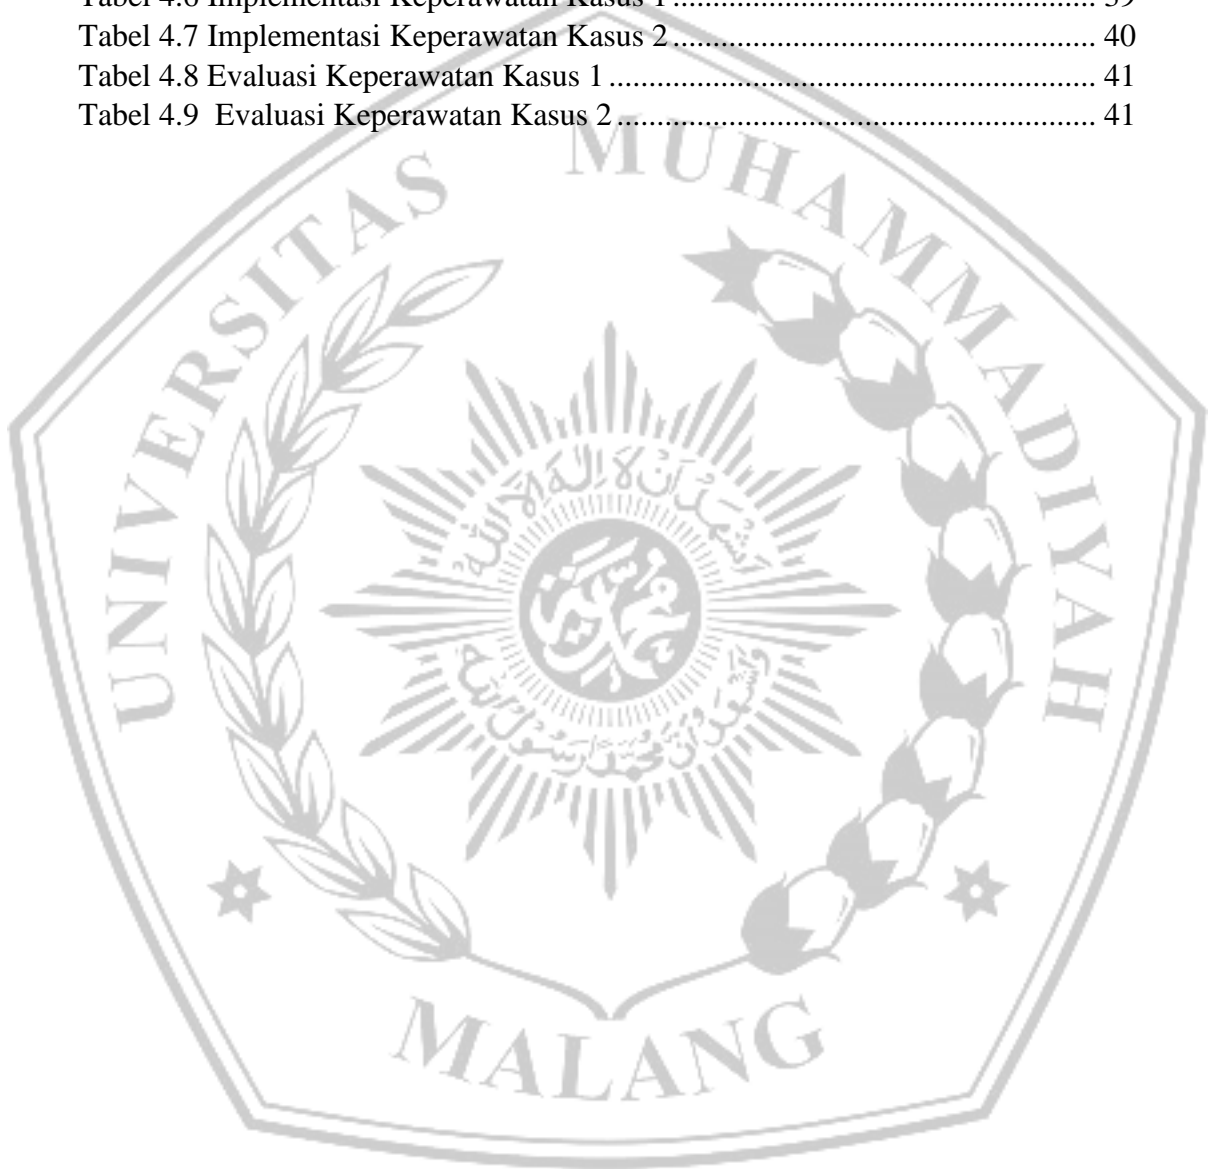 Tabel 4.6 Implementasi Keperawatan Kasus 1 ..................................................... 39
Tabel 4.7 Implementasi Keperawatan Kasus 2 ..................................................... 40
Tabel 4.8 Evaluasi Keperawatan Kasus 1 ............................................................. 41
Tabel 4.9  Evaluasi Keperawatan Kasus 2 ............................................................ 41
UNIVERSITAS MUHAMMADIYAH
MALANG